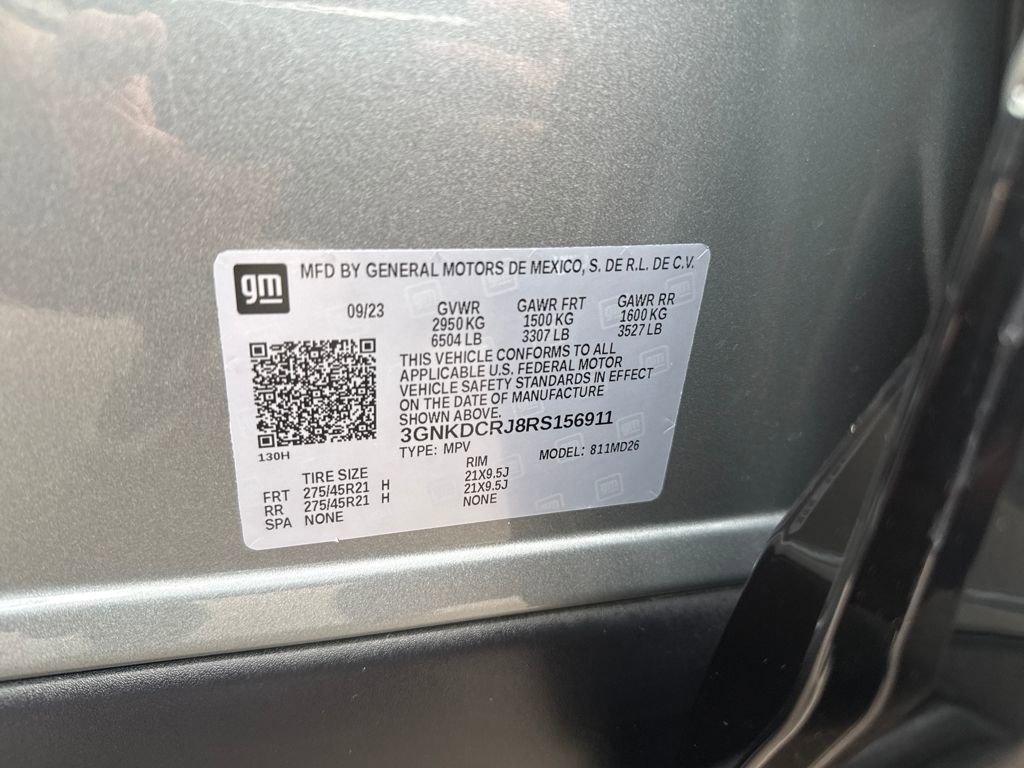 gm
MFD BY GENERAL MOTORS DE MEXICO, S. DE R.L. DE C.V.
09/23 GVWR GAWR FRT GAWR RR
2950 KG 1500 KG 1600 KG
6504 LB 3307 LB 3527 LB
THIS VEHICLE CONFORMS TO ALL
APPLICABLE U.S. FEDERAL MOTOR
VEHICLE SAFETY STANDARDS IN EFFECT
ON THE DATE OF MANUFACTURE
SHOWN ABOVE.
3GNKDCRJ8RS156911
TYPE: MPV MODEL: 811MD26
130H
TIRE SIZE RIM
FRT 275/45R21 H 21X9.5J
RR 275/45R21 H 21X9.5J
SPA NONE NONE